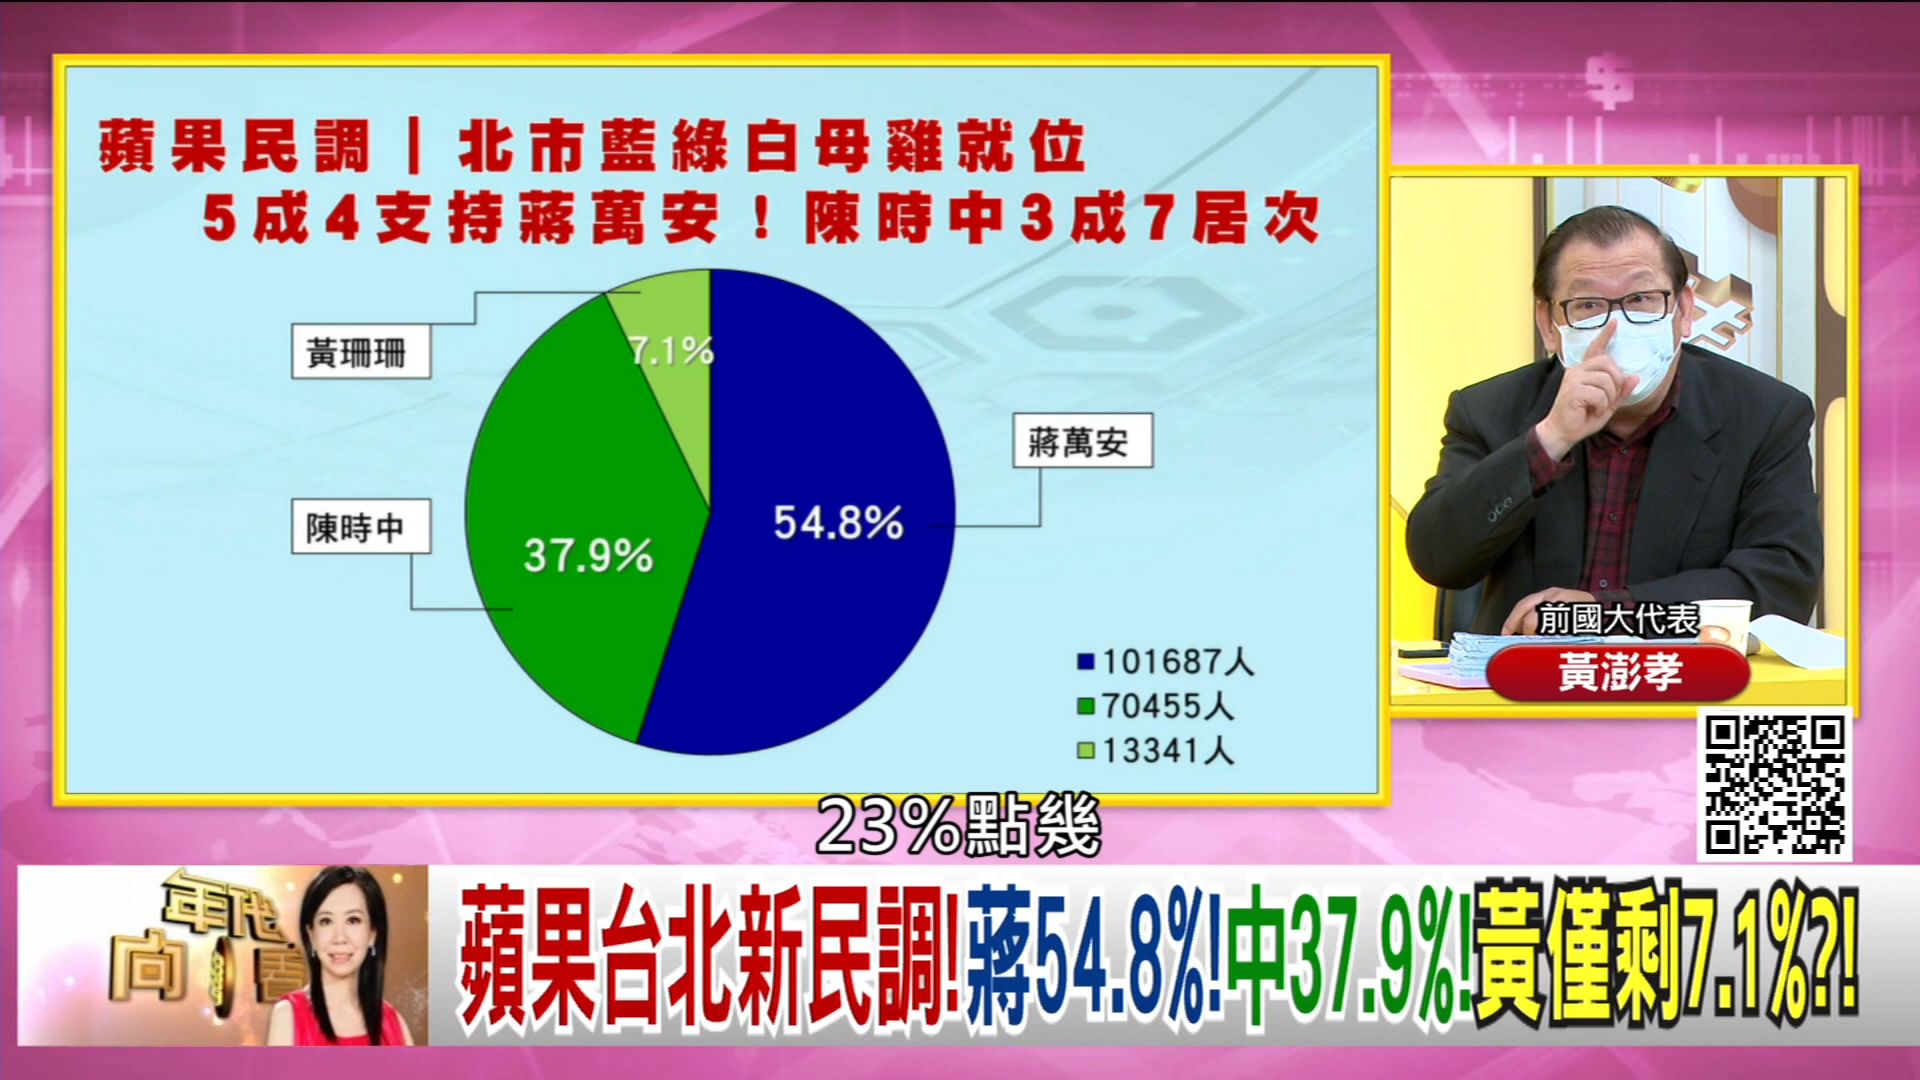 蘋果民調｜北市藍綠白母雞就位
5成4支持蔣萬安！陳時中3成7居次
黃珊珊
7.1%
蔣萬安
54.8%
陳時中
37.9%
101687人
70455人
13341人
前國大代表
黃澎孝
23%點幾
年代
向
蘋果台北新民調!蔣54.8%!中37.9%!黃僅剩7.1%?!